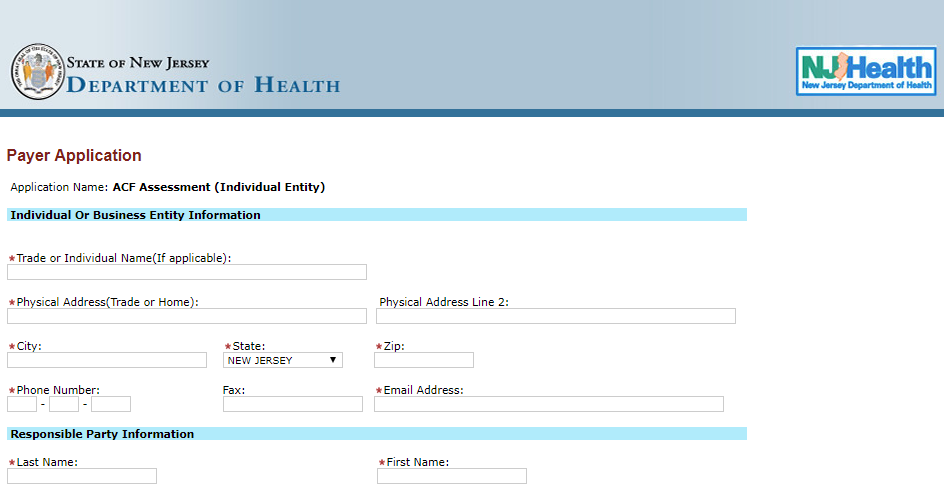 STATE OF NEW JERSEY
DEPARTMENT OF HEALTH
NJHealth
New Jersey Department of Health
Payer Application
Application Name: ACF Assessment (Individual Entity)
Individual Or Business Entity Information
*Trade or Individual Name(If applicable):
*Physical Address(Trade or Home): Physical Address Line 2:
*City: *State: *Zip:
NEW JERSEY
*Phone Number: Fax: *Email Address:
- -
Responsible Party Information
*Last Name: *First Name: